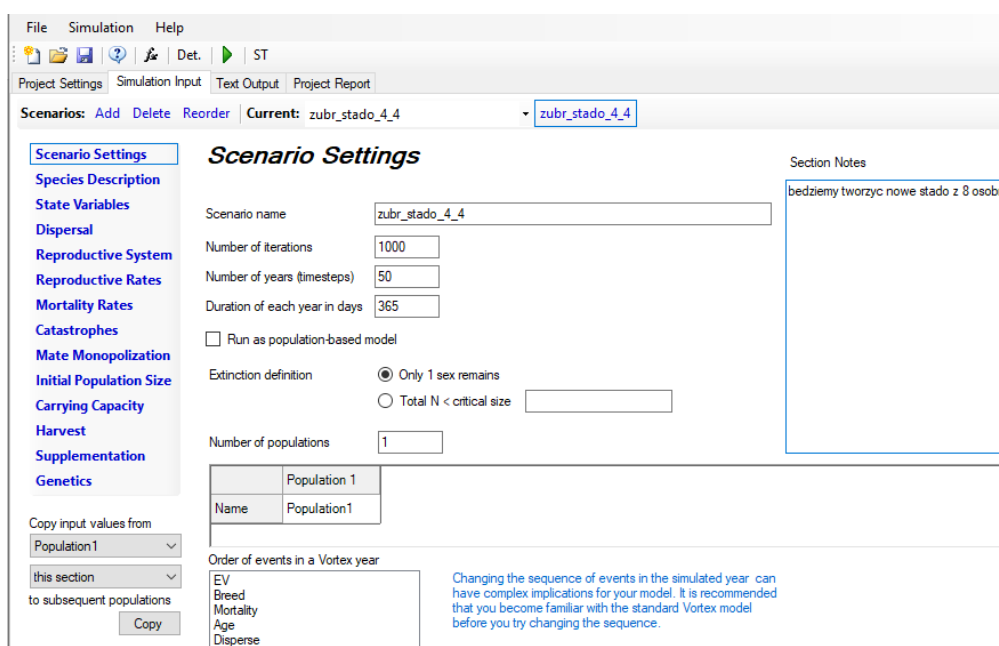 File Simulation Help
fx Det. ST
Project Settings Simulation Input Text Output Project Report
Scenarios: Add Delete Reorder Current: zubr_stado_4_4 zubr_stado_4_4
Scenario Settings
Species Description
State Variables
Dispersal
Reproductive System
Reproductive Rates
Mortality Rates
Catastrophes
Mate Monopolization
Initial Population Size
Carrying Capacity
Harvest
Supplementation
Genetics
Copy input values from
Population1
this section
to subsequent populations
Copy
Scenario Settings
Scenario name zubr_stado_4_4
Number of iterations 1000
Number of years (timesteps) 50
Duration of each year in days 365
Run as population-based model
Extinction definition Only 1 sex remains
Total N < critical size
Number of populations 1
Population 1
Name Population1
Order of events in a Vortex year
EV
Breed
Mortality
Age
Disperse
Changing the sequence of events in the simulated year can
have complex implications for your model. It is recommended
that you become familiar with the standard Vortex model
before you try changing the sequence.
Section Notes
bedziemy tworzyc nowe stado z 8